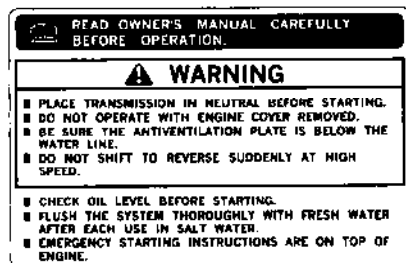 READ OWNER'S MANUAL CAREFULLY
BEFORE OPERATION.
WARNING
■ PLACE TRANSMISSION IN NEUTRAL BEFORE STARTING.
■ DO NOT OPERATE WITH ENGINE COVER REMOVED.
■ BE SURE THE ANTIVENTILATION PLATE IS BELOW THE
WATER LINE.
■ DO NOT SHIFT TO REVERSE SUDDENLY AT HIGH
SPEED.
■ CHECK OIL LEVEL BEFORE STARTING.
■ FLUSH THE SYSTEM THOROUGHLY WITH FRESH WATER
AFTER EACH USE IN SALT WATER.
■ EMERGENCY STARTING INSTRUCTIONS ARE ON TOP OF
ENGINE.